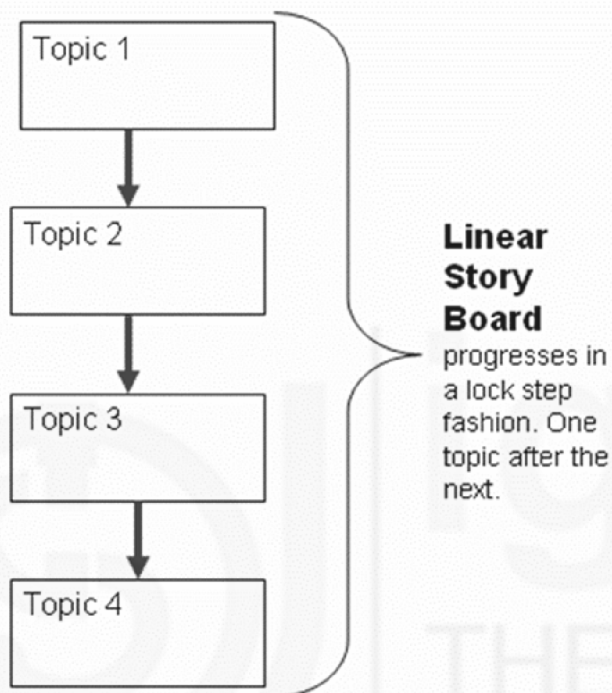 Topic 1
Topic 2
Topic 3
Topic 4
Linear
Story
Board
progresses in
a lock step
fashion. One
topic after the
next.
THE